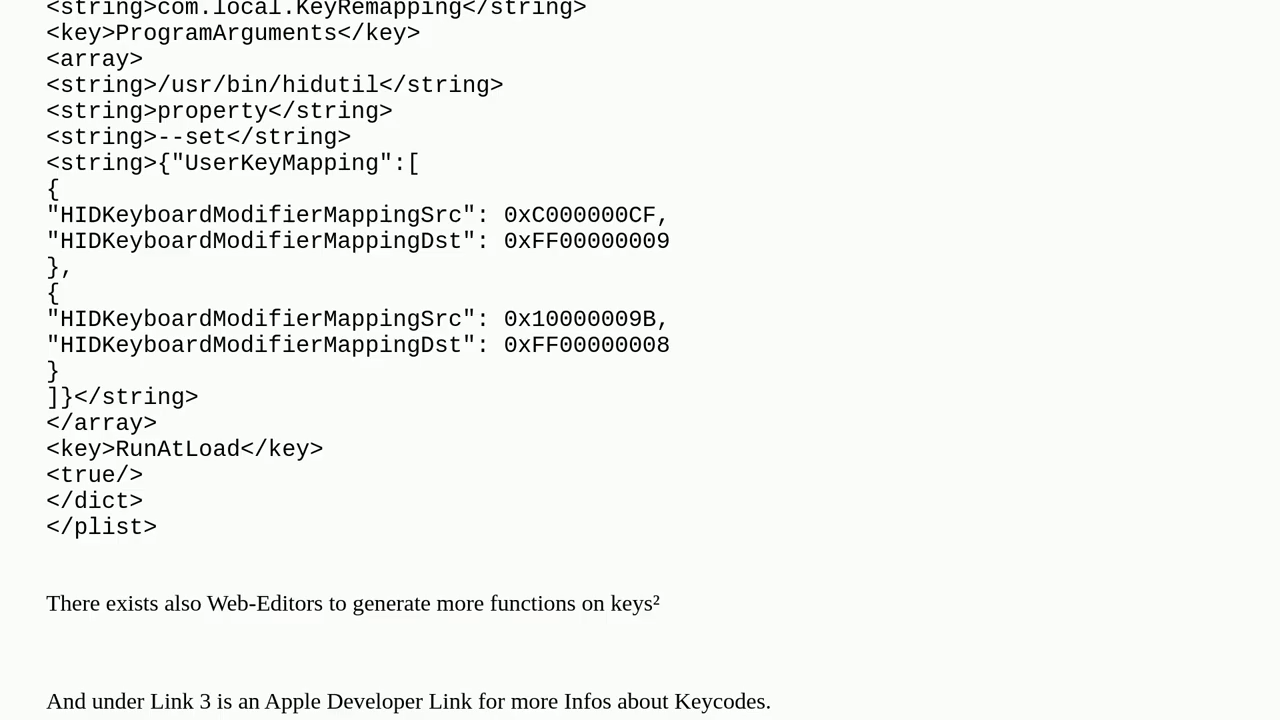 <string>com.local.KeyRemapping</string>
<key>ProgramArguments</key>
<array>
<string>/usr/bin/hidutil</string>
<string>property</string>
<string>--set</string>
<string>{"UserKeyMapping":[
{
"HIDKeyboardModifierMappingSrc": 0xC000000CF,
"HIDKeyboardModifierMappingDst": 0xFF00000009
},
{
"HIDKeyboardModifierMappingSrc": 0x10000009B,
"HIDKeyboardModifierMappingDst": 0xFF00000008
}
]}</string>
</array>
<key>RunAtLoad</key>
<true/>
</dict>
</plist>
There exists also Web-Editors to generate more functions on keys²
And under Link 3 is an Apple Developer Link for more Infos about Keycodes.